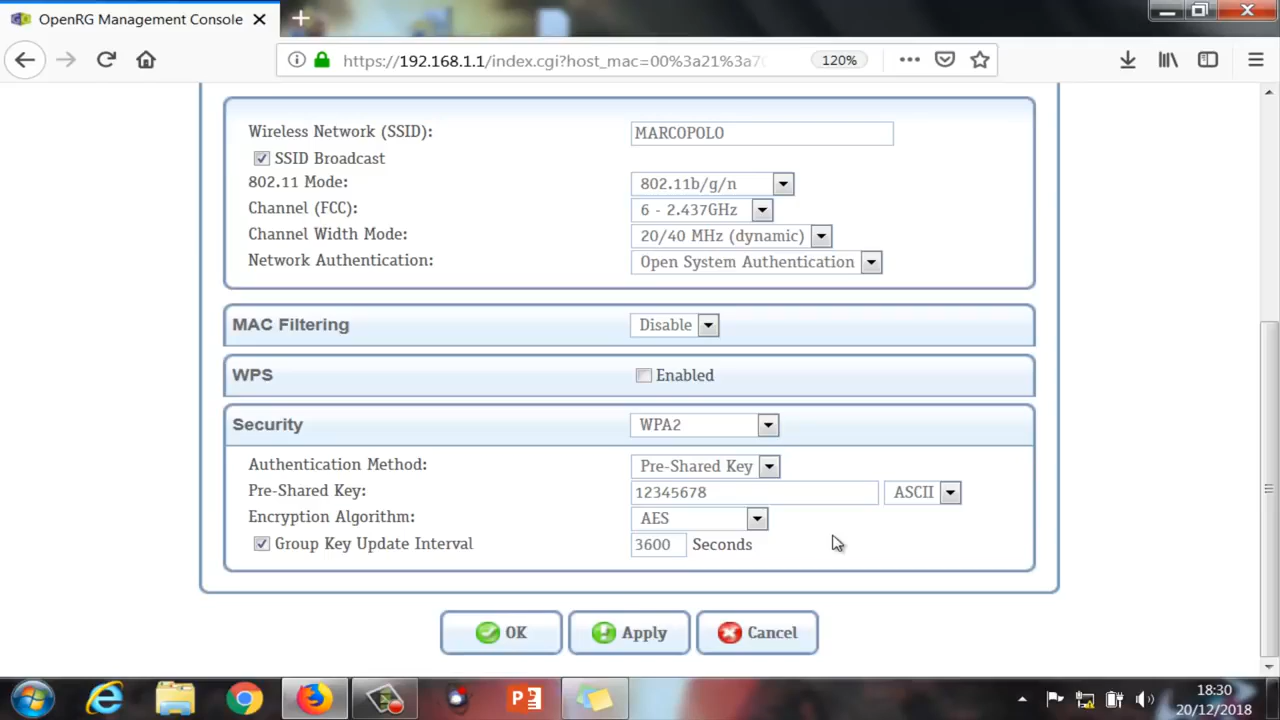 OpenRG Management Console
https://192.168.1.1/index.cgi?host_mac=00%3a21%3a7
120%
Wireless Network (SSID): MARCOPOLO
SSID Broadcast
802.11 Mode: 802.11b/g/n
Channel (FCC): 6 - 2.437GHz
Channel Width Mode: 20/40 MHz (dynamic)
Network Authentication: Open System Authentication
MAC Filtering Disable
WPS Enabled
Security WPA2
Authentication Method: Pre-Shared Key
Pre-Shared Key: 12345678 ASCII
Encryption Algorithm: AES
Group Key Update Interval 3600 Seconds
OK Apply Cancel
18:30
20/12/2018